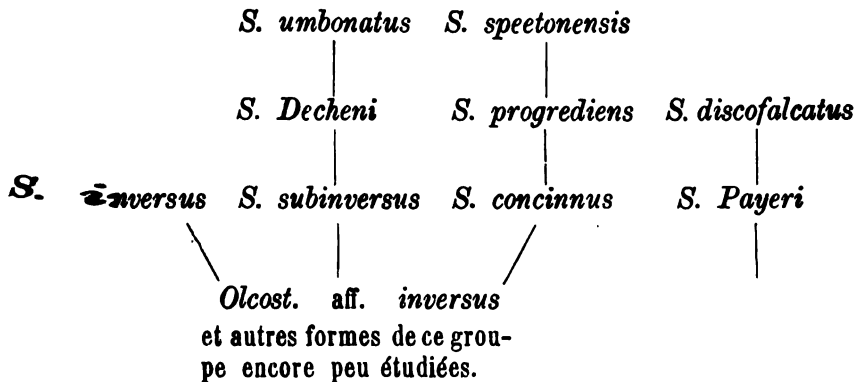 S. umbonatus S. speetonensis
S. Decheni S. progrediens S. discofalcatus
S. inversus S. subinversus S. concinnus S. Payeri
Olcost. aff. inversus
et autres formes de ce grou-
pe encore peu étudiées.